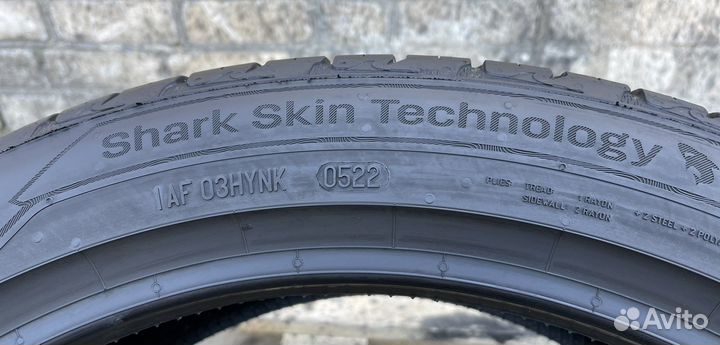 Shark Skin Technology
1AF 03HYNK 0522
PLIES TREAD: 1 RAYON + 2 STEEL + 2 POLY
SIDEWALL: 2 RAYON
Avito